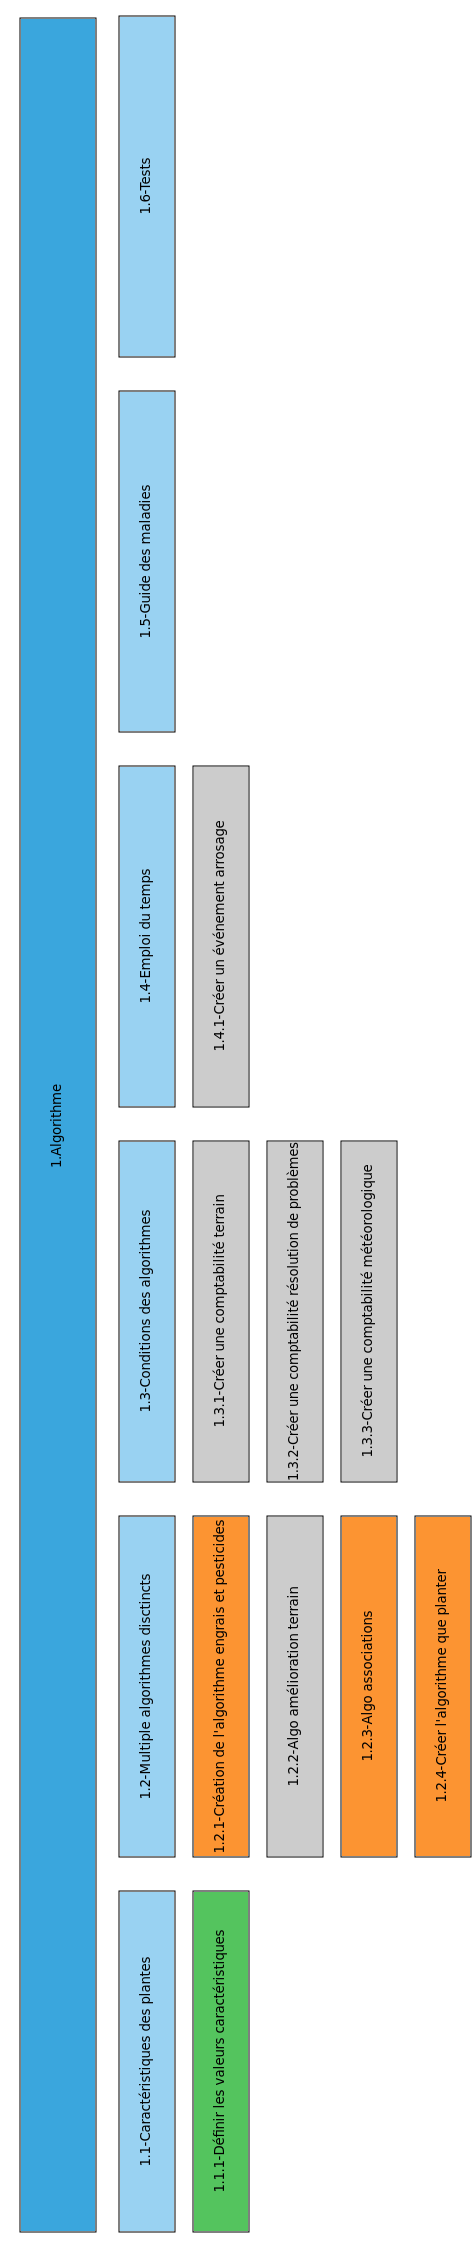 1.Algorithme
1.1-Caractéristiques des plantes
1.1.1-Définir les valeurs caractéristiques
1.2-Multiple algorithmes disctincts
1.2.1-Création de l'algorithme engrais et pesticides
1.2.2-Algo amélioration terrain
1.2.3-Algo associations
1.2.4-Créer l'algorithme que planter
1.3-Conditions des algorithmes
1.3.1-Créer une comptabilité terrain
1.3.2-Créer une comptabilité résolution de problèmes
1.3.3-Créer une comptabilité météorologique
1.4-Emploi du temps
1.4.1-Créer un événement arrosage
1.5-Guide des maladies
1.6-Tests